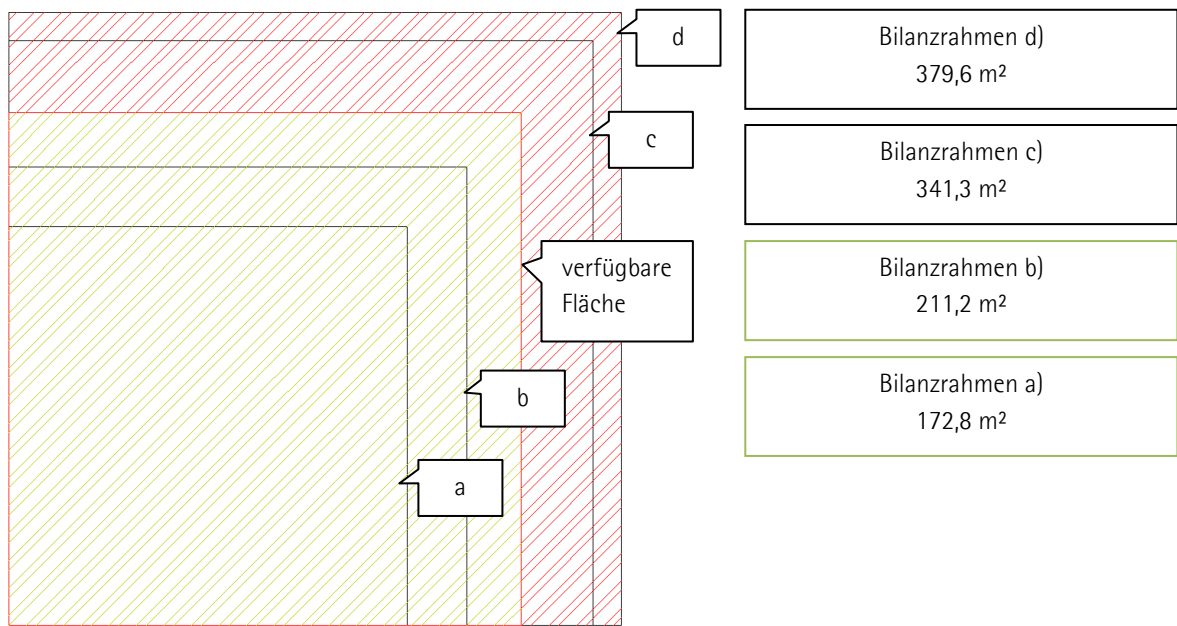 d
c
verfügbare
Fläche
b
a
Bilanzrahmen d)
379,6 m²
Bilanzrahmen c)
341,3 m²
Bilanzrahmen b)
211,2 m²
Bilanzrahmen a)
172,8 m²